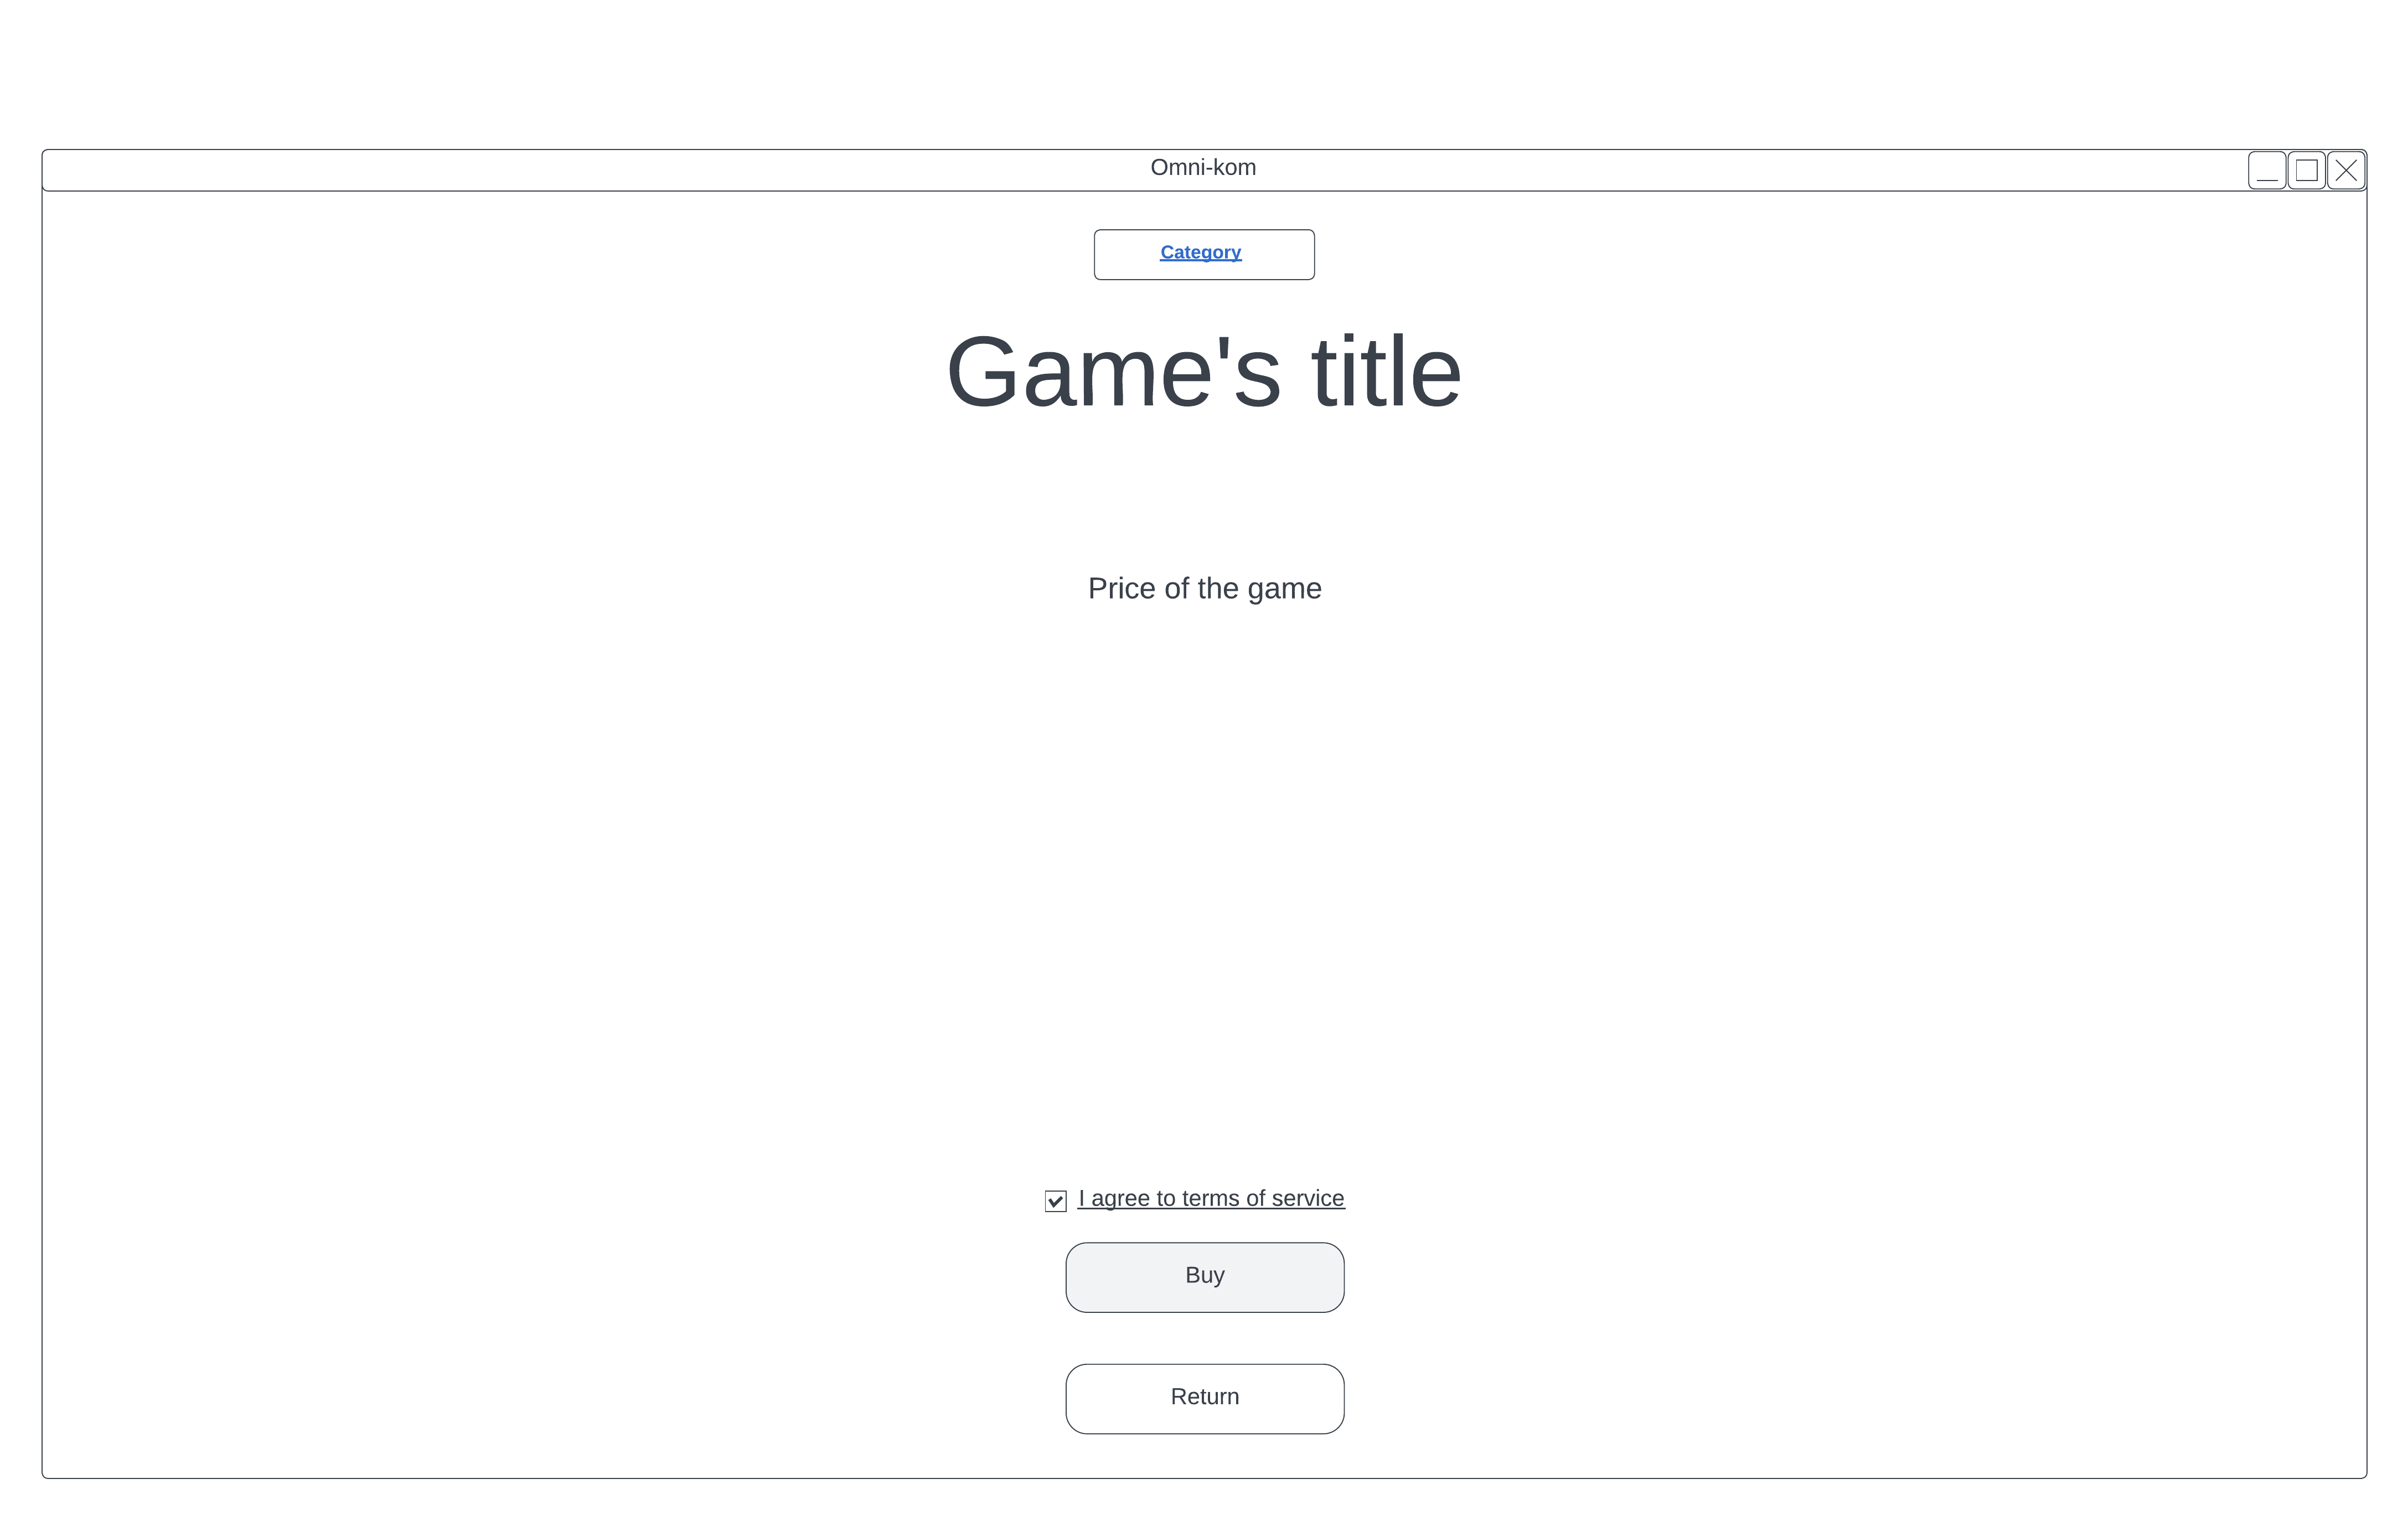 Omni-kom
Category
Game's title
Price of the game
I agree to terms of service
Buy
Return